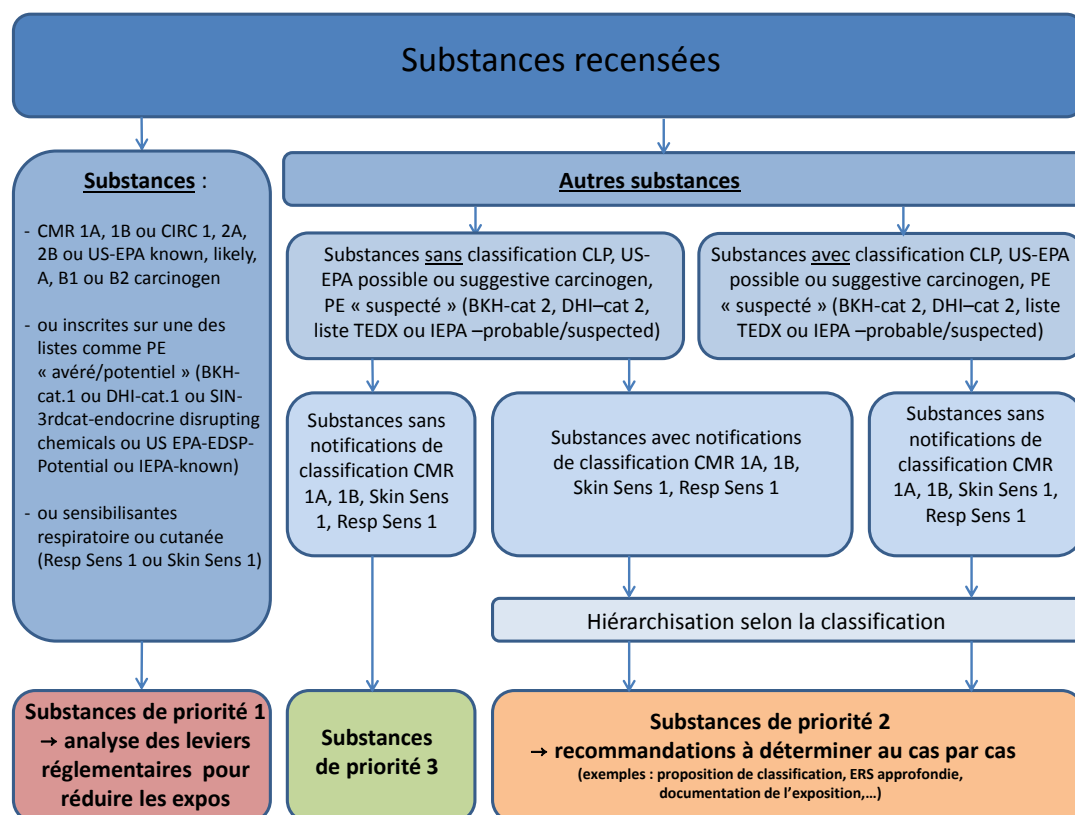 Substances recensées
Substances :
- CMR 1A, 1B ou CIRC 1, 2A,
2B ou US-EPA known, likely,
A, B1 ou B2 carcinogen
- ou inscrites sur une des
listes comme PE
« avéré/potentiel » (BKH-
cat.1 ou DHI-cat.1 ou SIN-
3rdcat-endocrine disrupting
chemicals ou US EPA-EDSP-
Potential ou IEPA-known)
- ou sensibilisantes
respiratoire ou cutanée
(Resp Sens 1 ou Skin Sens 1)
Autres substances
Substances sans classification CLP, US-
EPA possible ou suggestive carcinogen,
PE « suspecté » (BKH-cat 2, DHI–cat 2,
liste TEDX ou IEPA –probable/suspected)
Substances avec classification CLP, US-EPA
possible ou suggestive carcinogen, PE
« suspecté » (BKH-cat 2, DHI–cat 2, liste
TEDX ou IEPA –probable/suspected)
Substances sans
notifications de
classification CMR
1A, 1B, Skin Sens
1, Resp Sens 1
Substances avec notifications
de classification CMR 1A, 1B,
Skin Sens 1, Resp Sens 1
Substances sans
notifications de
classification CMR
1A, 1B, Skin Sens 1,
Resp Sens 1
Hiérarchisation selon la classification
Substances de priorité 1
→ analyse des leviers
réglementaires pour
réduire les expos
Substances
de priorité 3
Substances de priorité 2
→ recommandations à déterminer au cas par cas
(exemples : proposition de classification, ERS approfondie,
documentation de l’exposition,…)